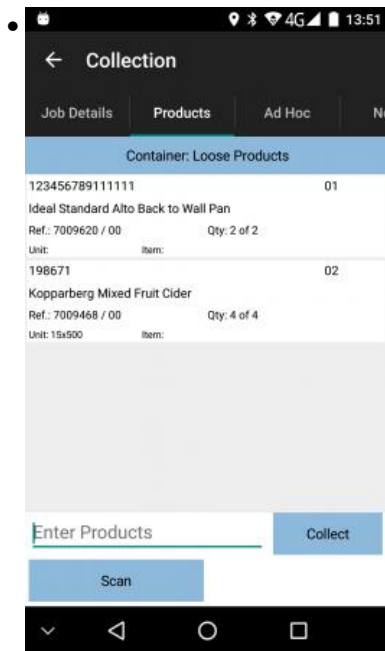 4G 13:51
Collection
Job Details Products Ad Hoc N
Container: Loose Products
123456789111111 01
Ideal Standard Alto Back to Wall Pan
Ref.: 7009620 / 00 Qty: 2 of 2
Unit: Item:
198671 02
Kopparberg Mixed Fruit Cider
Ref.: 7009468 / 00 Qty: 4 of 4
Unit: 15x500 Item:
Enter Products Collect
Scan